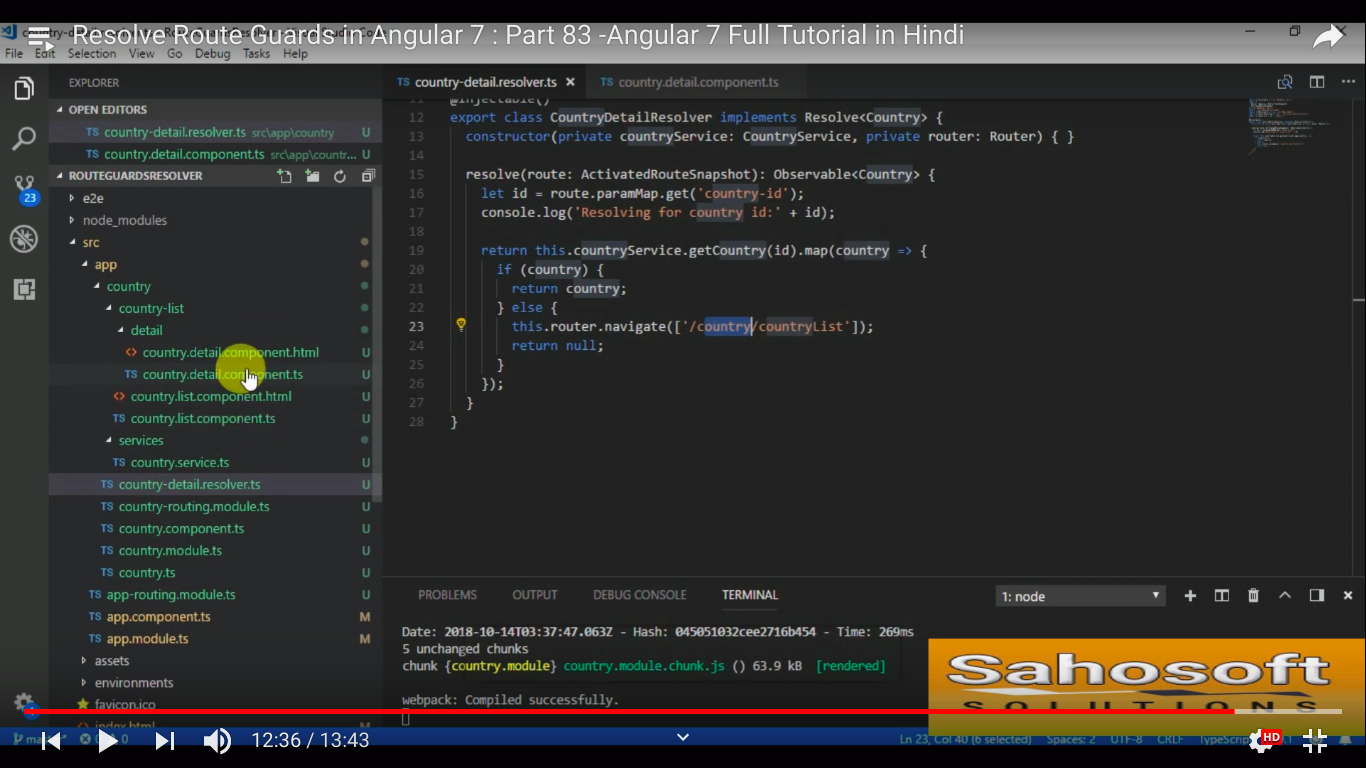 Resolve Route Guards in Angular 7 : Part 83 -Angular 7 Full Tutorial in Hindi
File Edit Selection View Go Debug Tasks Help
EXPLORER
OPEN EDITORS
TS country-detail.resolver.ts src\app\country U
TS country.detail.component.ts src\app\countr... U
ROUTEGUARDSRESOLVER
e2e
node_modules
src
app
country
country-list
detail
<> country.detail.component.html U
TS country.detail.component.ts U
<> country.list.component.html U
TS country.list.component.ts U
services
TS country.service.ts U
TS country-detail.resolver.ts U
TS country-routing.module.ts U
TS country.component.ts U
TS country.module.ts U
TS country.ts U
TS app-routing.module.ts U
TS app.component.ts M
TS app.module.ts M
assets
environments
favicon.ico
index.html M
23
TS country-detail.resolver.ts × TS country.detail.component.ts
11 @Injectable()
12 export class CountryDetailResolver implements Resolve<Country> {
13 constructor(private countryService: CountryService, private router: Router) { }
14
15 resolve(route: ActivatedRouteSnapshot): Observable<Country> {
16 let id = route.paramMap.get('country-id');
17 console.log('Resolving for country id:' + id);
18
19 return this.countryService.getCountry(id).map(country => {
20 if (country) {
21 return country;
22 } else {
23 this.router.navigate(['/country/countryList']);
24 return null;
25 }
26 });
27 }
28 }
PROBLEMS OUTPUT DEBUG CONSOLE TERMINAL 1: node
Date: 2018-10-14T03:37:47.063Z - Hash: 045051032cee2716b454 - Time: 269ms
5 unchanged chunks
chunk {country.module} country.module.chunk.js () 63.9 kB [rendered]
webpack: Compiled successfully.
Sahosoft
SOLUTIONS
12:36 / 13:43
HD
Ln 23, Col 40 (6 selected) Spaces: 2 UTF-8 CRLF